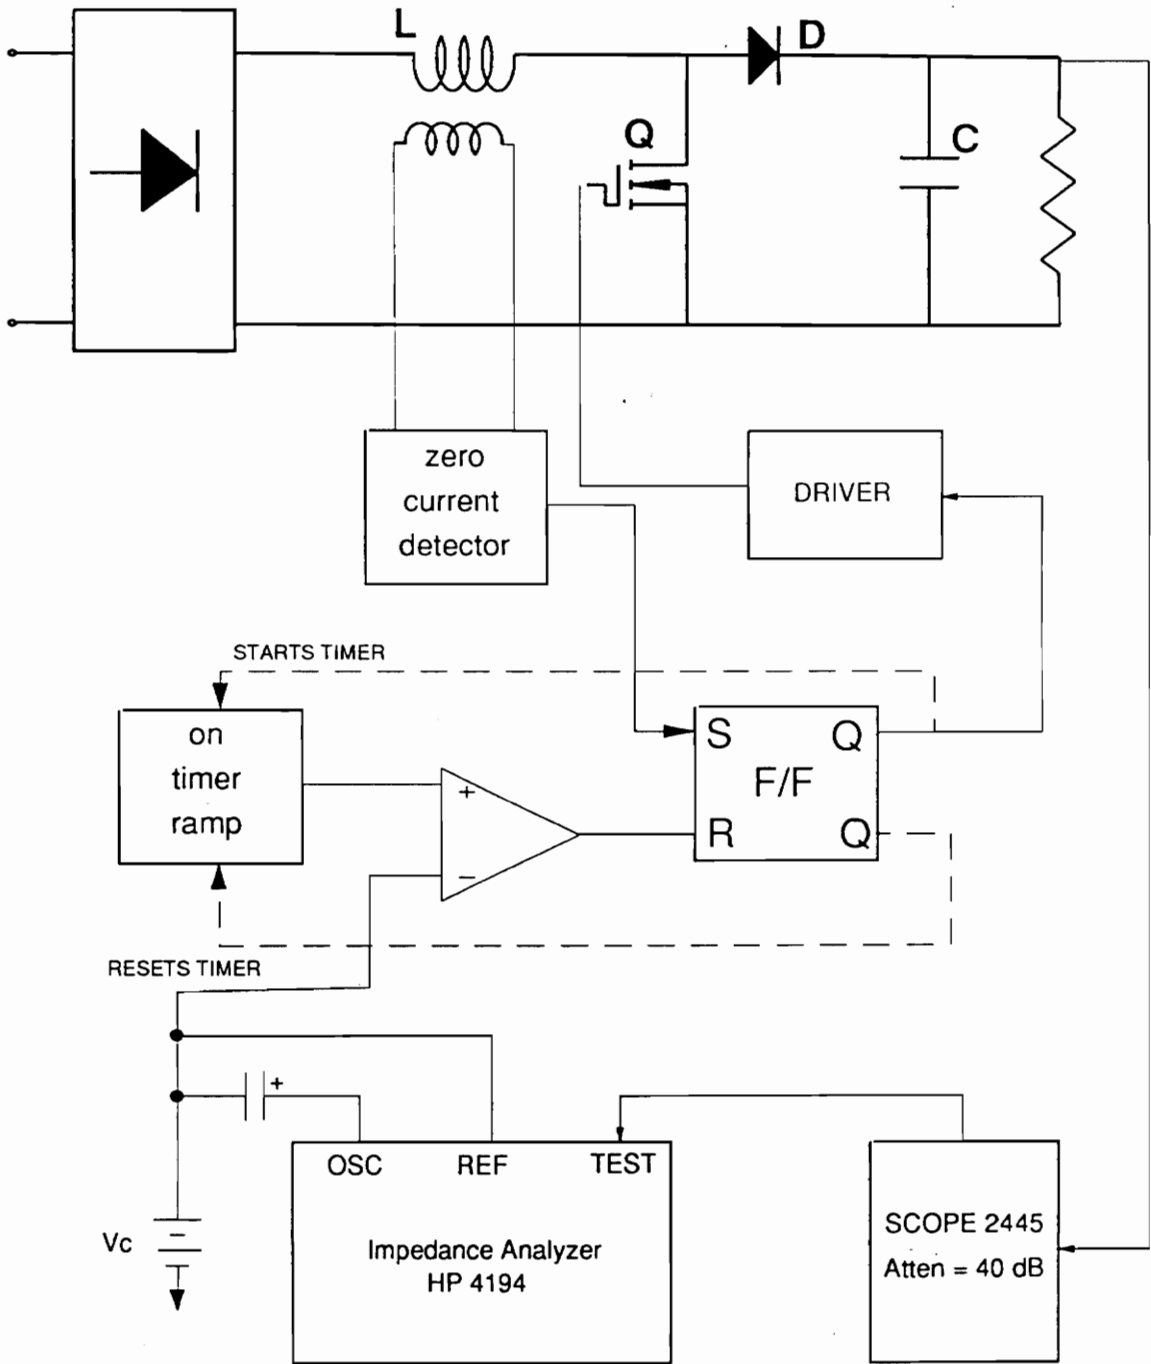 L
D
Q
C
zero
current
detector
DRIVER
STARTS TIMER
on
timer
ramp
+
−
S Q
F/F
R Q
RESETS TIMER
+
OSC REF TEST
Impedance Analyzer
HP 4194
Vc
SCOPE 2445
Atten = 40 dB